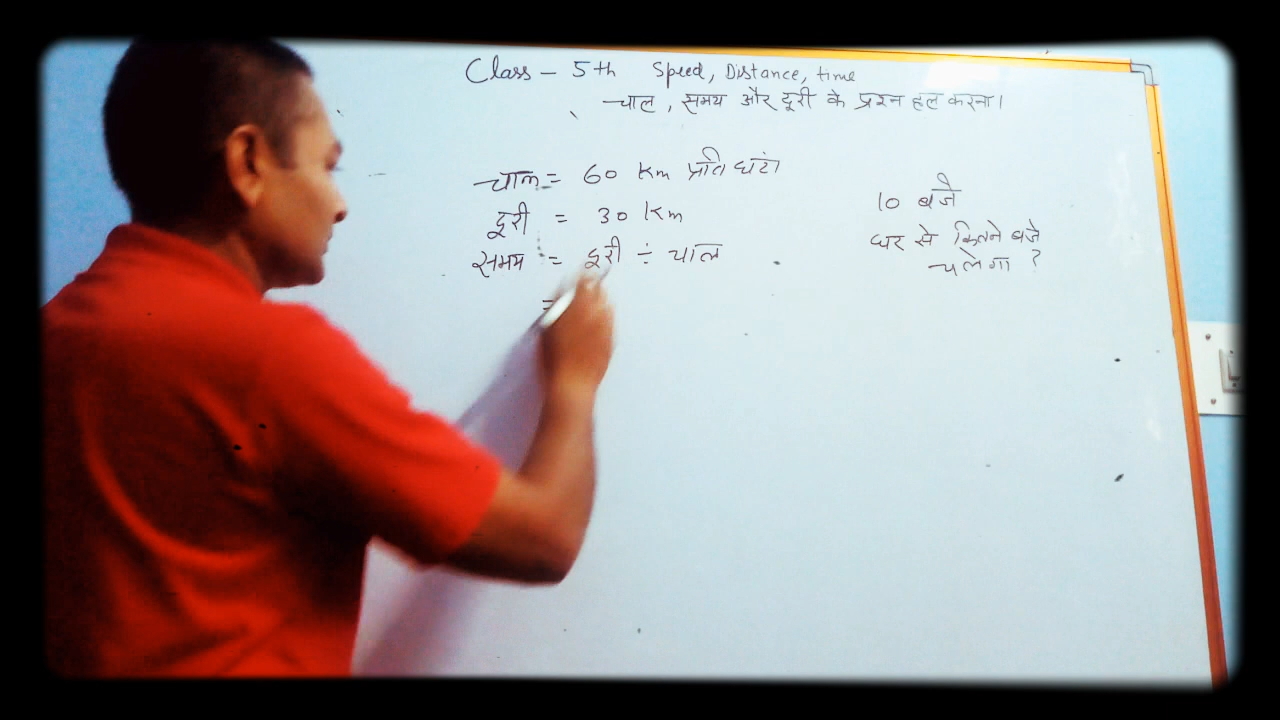 Class - 5th Speed, Distance, time
चाल, समय और दूरी के प्रश्न हल करना।
चाल = 60 Km प्रति घंटा
दूरी = 30 Km
समय = दूरी ÷ चाल
=
10 बजे
घर से कितने बजे
चलेगा ?